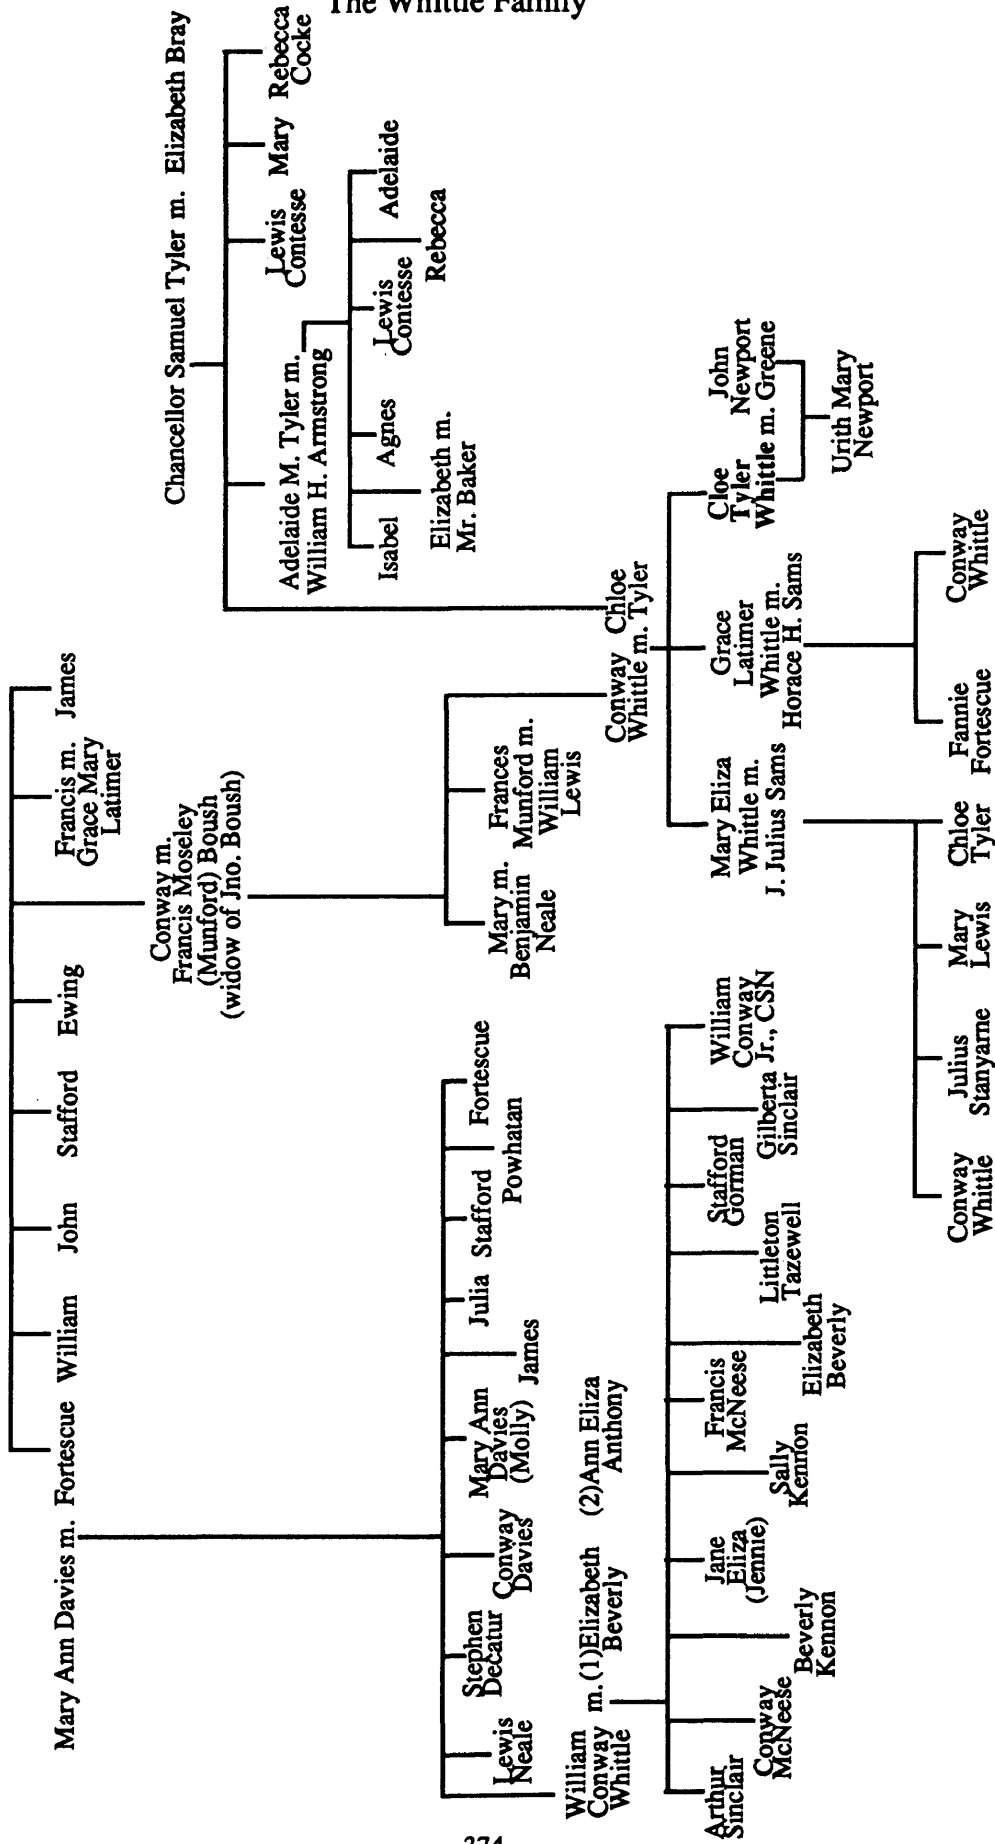 The Whittle Family
Mary Ann Davies m. Fortescue
William
John
Stafford
Ewing
Francis m.
Grace Mary
Latimer
James
Chancellor Samuel Tyler m. Elizabeth Bray
Conway m.
Francis Moseley
(Munford) Boush
(widow of Jno. Boush)
Adelaide M. Tyler m.
William H. Armstrong
Lewis
Contesse
Mary
Rebecca
Cocke
Isabel
Elizabeth m.
Mr. Baker
Agnes
Lewis
Contesse
Rebecca
Adelaide
William
Conway
Whittle
m. (1)Elizabeth
Beverly
(2)Ann Eliza
Anthony
Lewis
Neale
Stephen
Decatur
Conway
Davies
Mary Ann
Davies
(Molly)
James
Julia
Stafford
Powhatan
Fortescue
Mary m.
Benjamin
Neale
Frances
Munford m.
William
Lewis
Conway
Whittle m.
Chloe
Tyler
Arthur
Sinclair
Conway
McNeese
Beverly
Kennon
Jane
Eliza
(Jennie)
Sally
Kennon
Francis
McNeese
Elizabeth
Beverly
Littleton
Tazewell
Stafford
Gorman
Gilberta
Sinclair
William
Conway
Jr., CSN
Mary Eliza
Whittle m.
J. Julius Sams
Grace
Latimer
Whittle m.
Horace H. Sams
Cloe
Tyler
Whittle m.
John
Newport
Greene
Urith Mary
Newport
Conway
Whittle
Julius
Stanyarne
Mary
Lewis
Chloe
Tyler
Fannie
Fortescue
Conway
Whittle